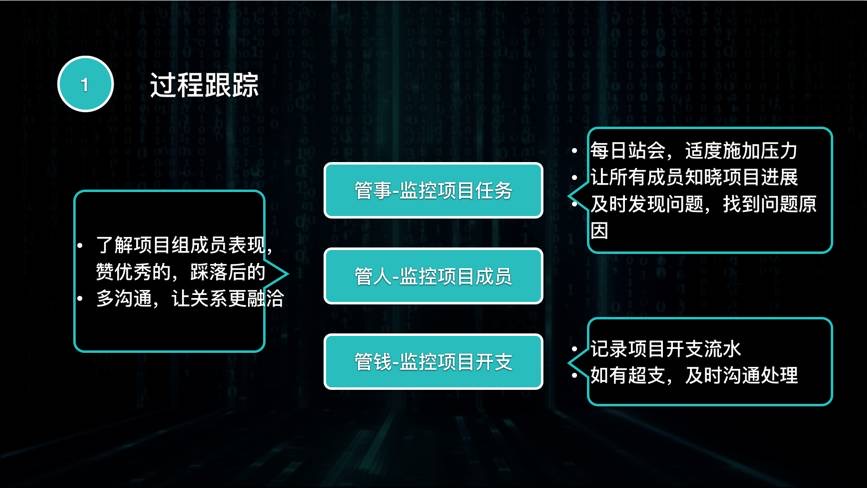 1
过程跟踪
管事-监控项目任务
• 每日站会，适度施加压力
• 让所有成员知晓项目进展
• 及时发现问题，找到问题原
因
管人-监控项目成员
• 了解项目组成员表现，
赞优秀的，踩落后的
• 多沟通，让关系更融洽
管钱-监控项目开支
• 记录项目开支流水
• 如有超支，及时沟通处理